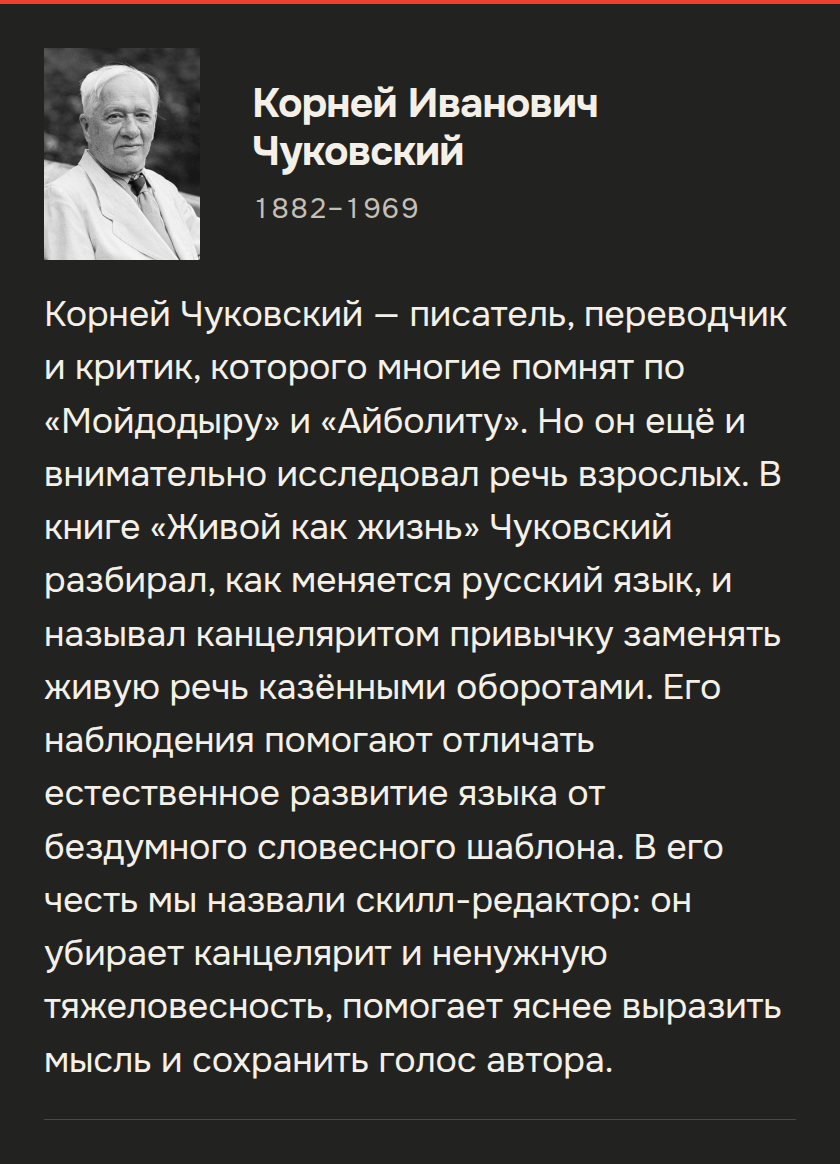 Корней Иванович
Чуковский
1882–1969
Корней Чуковский — писатель, переводчик
и критик, которого многие помнят по
«Мойдодыру» и «Айболиту». Но он ещё и
внимательно исследовал речь взрослых. В
книге «Живой как жизнь» Чуковский
разбирал, как меняется русский язык, и
называл канцеляритом привычку заменять
живую речь казёнными оборотами. Его
наблюдения помогают отличать
естественное развитие языка от
бездумного словесного шаблона. В его
честь мы назвали скилл-редактор: он
убирает канцелярит и ненужную
тяжеловесность, помогает яснее выразить
мысль и сохранить голос автора.